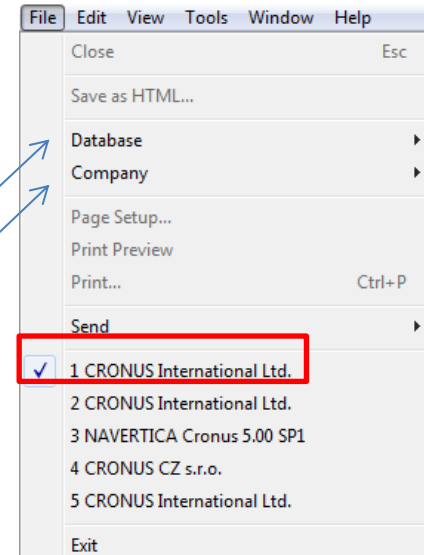 File Edit View Tools Window Help
Close Esc
Save as HTML...
Database
Company
Page Setup...
Print Preview
Print... Ctrl+P
Send
1 CRONUS International Ltd.
2 CRONUS International Ltd.
3 NAVERTICA Cronus 5.00 SP1
4 CRONUS CZ s.r.o.
5 CRONUS International Ltd.
Exit